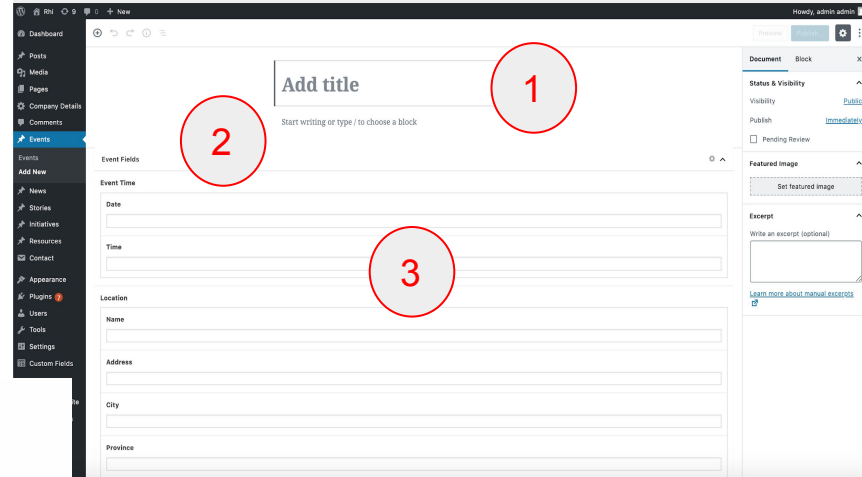 Rhi 9 0 + New Howdy, admin admin
Dashboard
Posts
Media
Pages
Company Details
Comments
Events
Events
Add New
News
Stories
Initiatives
Resources
Contact
Appearance
Plugins 7
Users
Tools
Settings
Custom Fields
ite
Preview Publish...
Add title
Start writing or type / to choose a block
1
2
3
Event Fields
Event Time
Date
Time
Location
Name
Address
City
Province
Document Block X
Status & Visibility
Visibility Public
Publish Immediately
Pending Review
Featured Image
Set featured image
Excerpt
Write an excerpt (optional)
Learn more about manual excerpts